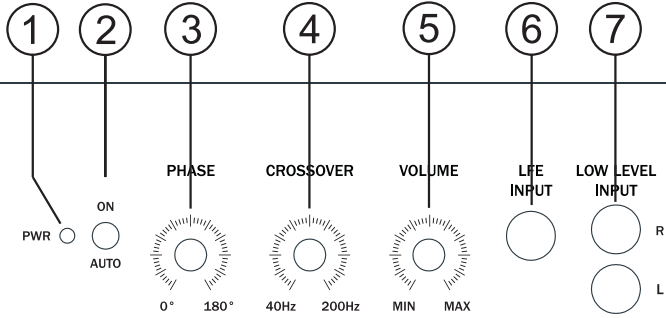 1 2 3 4 5 6 7
PHASE CROSSOVER VOLUME LFE INPUT LOW LEVEL INPUT
ON
PWR
AUTO
R
L
0° 180° 40Hz 200Hz MIN MAX